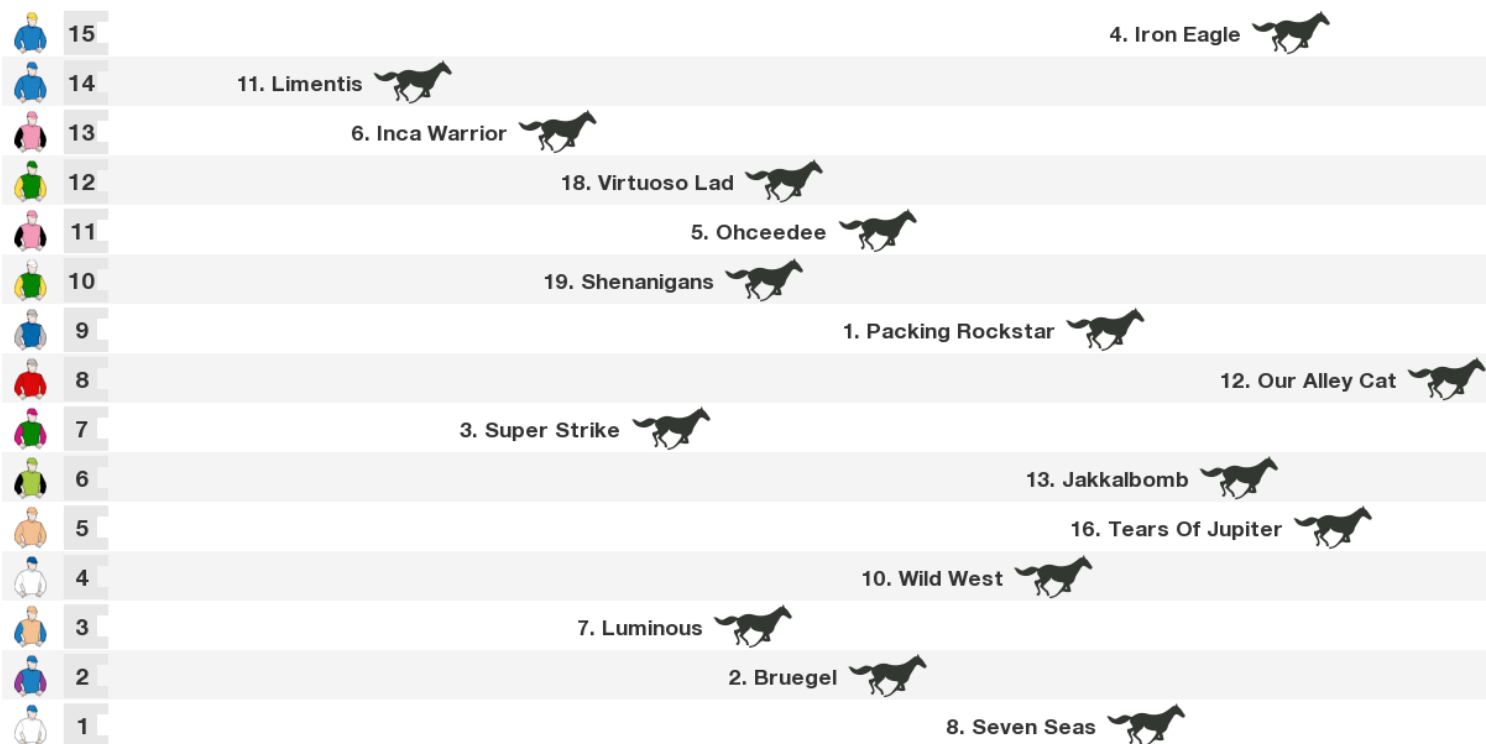 15 4. Iron Eagle
14 11. Limentis
13 6. Inca Warrior
12 18. Virtuoso Lad
11 5. Ohceedee
10 19. Shenanigans
9 1. Packing Rockstar
8 12. Our Alley Cat
7 3. Super Strike
6 13. Jakkalbomb
5 16. Tears Of Jupiter
4 10. Wild West
3 7. Luminous
2 2. Bruegel
1 8. Seven Seas